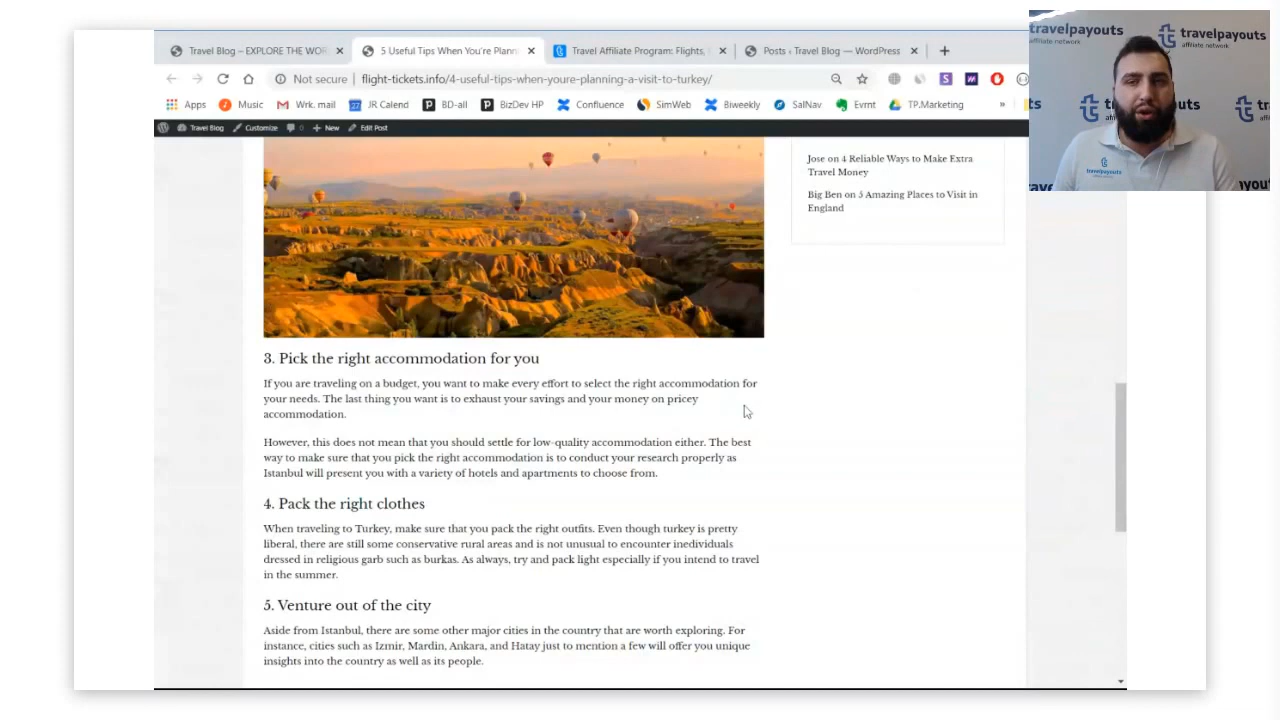 Travel Blog – EXPLORE THE WOR
5 Useful Tips When You're Plann
Travel Affiliate Program: Flights,
Posts ‹ Travel Blog — WordPress
Not secure | flight-tickets.info/4-useful-tips-when-youre-planning-a-visit-to-turkey/
Apps
Music
Wrk. mail
JR Calend
BD-all
BizDev HP
Confluence
SimWeb
Biweekly
SalNav
Evrnt
TP.Marketing
»
Travel Blog
Customize
0
New
Edit Post
Jose on 4 Reliable Ways to Make Extra
Travel Money
Big Ben on 5 Amazing Places to Visit in
England
3. Pick the right accommodation for you
If you are traveling on a budget, you want to make every effort to select the right accommodation for
your needs. The last thing you want is to exhaust your savings and your money on pricey
accommodation.
However, this does not mean that you should settle for low-quality accommodation either. The best
way to make sure that you pick the right accommodation is to conduct your research properly as
Istanbul will present you with a variety of hotels and apartments to choose from.
4. Pack the right clothes
When traveling to Turkey, make sure that you pack the right outfits. Even though turkey is pretty
liberal, there are still some conservative rural areas and is not unusual to encounter inedividuals
dressed in religious garb such as burkas. As always, try and pack light especially if you intend to travel
in the summer.
5. Venture out of the city
Aside from Istanbul, there are some other major cities in the country that are worth exploring. For
instance, cities such as Izmir, Mardin, Ankara, and Hatay just to mention a few will offer you unique
insights into the country as well as its people.
travelpayouts
affiliate network
travelpayouts
affiliate network
travelpayouts